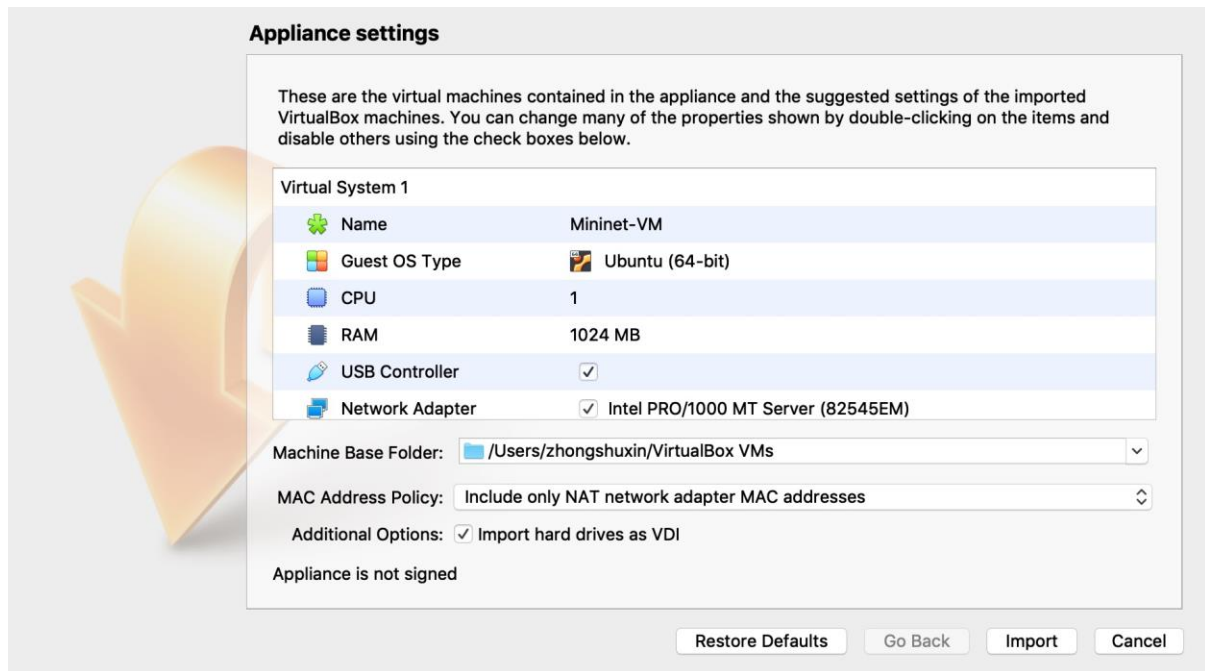 Appliance settings
These are the virtual machines contained in the appliance and the suggested settings of the imported
VirtualBox machines. You can change many of the properties shown by double-clicking on the items and
disable others using the check boxes below.
Virtual System 1
Name Mininet-VM
Guest OS Type Ubuntu (64-bit)
CPU 1
RAM 1024 MB
USB Controller
Network Adapter Intel PRO/1000 MT Server (82545EM)
Machine Base Folder: /Users/zhongshuxin/VirtualBox VMs
MAC Address Policy: Include only NAT network adapter MAC addresses
Additional Options: Import hard drives as VDI
Appliance is not signed
Restore Defaults Go Back Import Cancel